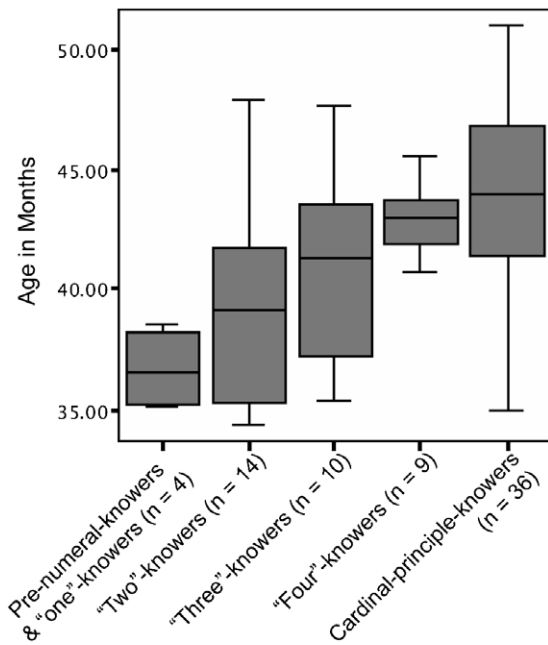 Age in Months
50.00
45.00
40.00
35.00
Pre-numeral-knowers
& “one”-knowers (n = 4)
“Two”-knowers (n = 14)
“Three”-knowers (n = 10)
“Four”-knowers (n = 9)
Cardinal-principle-knowers
(n = 36)